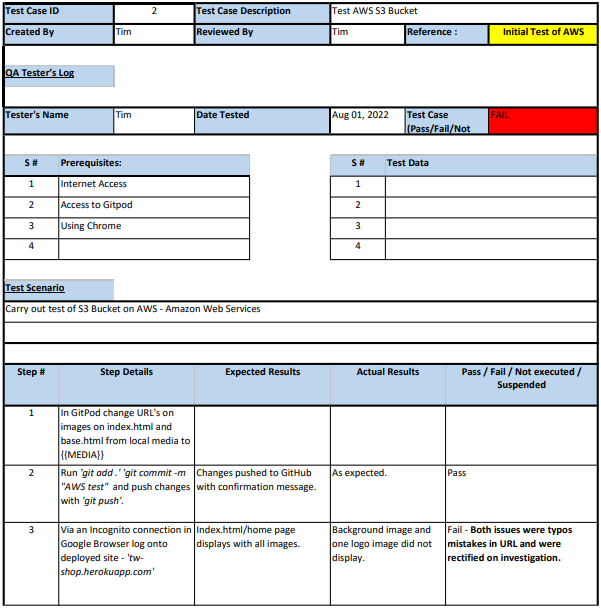 Test Case ID 2 Test Case Description Test AWS S3 Bucket
Created By Tim Reviewed By Tim Reference : Initial Test of AWS
QA Tester's Log
Tester's Name Tim Date Tested Aug 01, 2022 Test Case FAIL
(Pass/Fail/Not
S # Prerequisites: S # Test Data
1 Internet Access 1
2 Access to Gitpod 2
3 Using Chrome 3
4 4
Test Scenario
Carry out test of S3 Bucket on AWS - Amazon Web Services
Step # Step Details Expected Results Actual Results Pass / Fail / Not executed /
Suspended
1 In GitPod change URL's on
images on index.html and
base.html from local media to
{{MEDIA}}
2 Run 'git add .' 'git commit -m Changes pushed to GitHub As expected. Pass
"AWS test" and push changes with confirmation message.
with 'git push'.
3 Via an Incognito connection in Index.html/home page Background image and Fail - Both issues were typos
Google Browser log onto displays with all images. one logo image did not mistakes in URL and were
deployed site - 'tw- display. rectified on investigation.
shop.herokuapp.com'